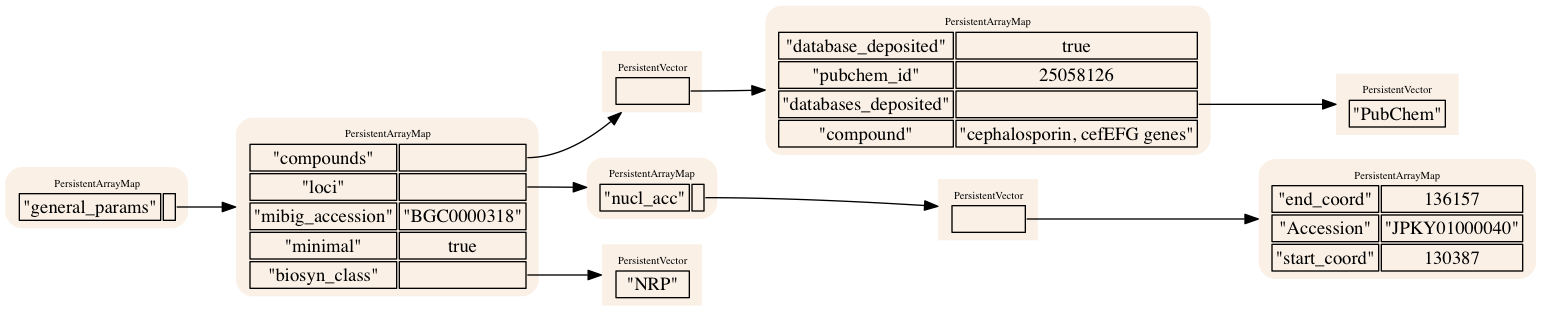 PersistentArrayMap
"general_params"
PersistentArrayMap
"compounds"
"loci"
"mibig_accession" "BGC0000318"
"minimal" true
"biosyn_class"
PersistentVector
PersistentArrayMap
"database_deposited" true
"pubchem_id" 25058126
"databases_deposited"
"compound" "cephalosporin, cefEFG genes"
PersistentVector
"PubChem"
PersistentArrayMap
"nucl_acc"
PersistentVector
PersistentArrayMap
"end_coord" 136157
"Accession" "JPKY01000040"
"start_coord" 130387
PersistentVector
"NRP"